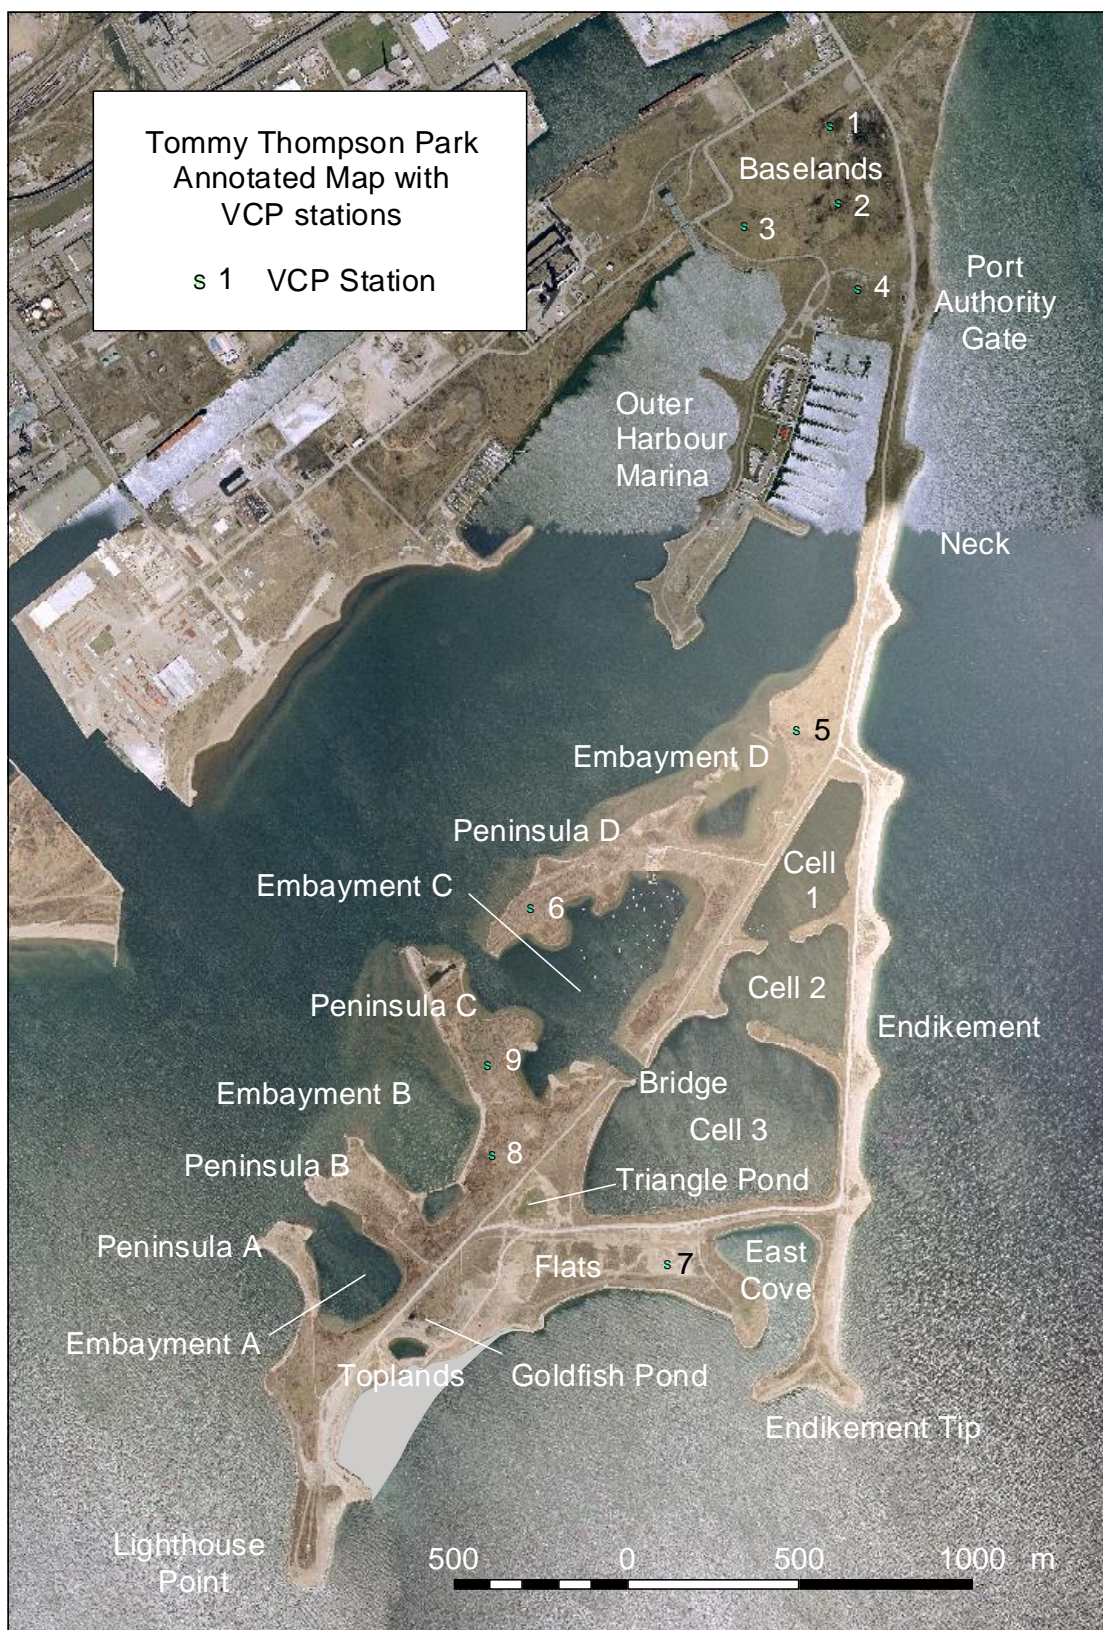 Tommy Thompson Park
Annotated Map with
VCP stations
s 1 VCP Station
s 1
Baselands
s 2
s 3
s 4
Port
Authority
Gate
Outer
Harbour
Marina
Neck
s 5
Embayment D
Peninsula D
Cell
1
Embayment C
s 6
Cell 2
Peninsula C
Endikement
s 9
Bridge
Embayment B
Cell 3
s 8
Peninsula B
Triangle Pond
Peninsula A
Flats
s 7
East
Cove
Embayment A
Toplands
Goldfish Pond
Endikement Tip
Lighthouse
Point
500 0 500 1000 m